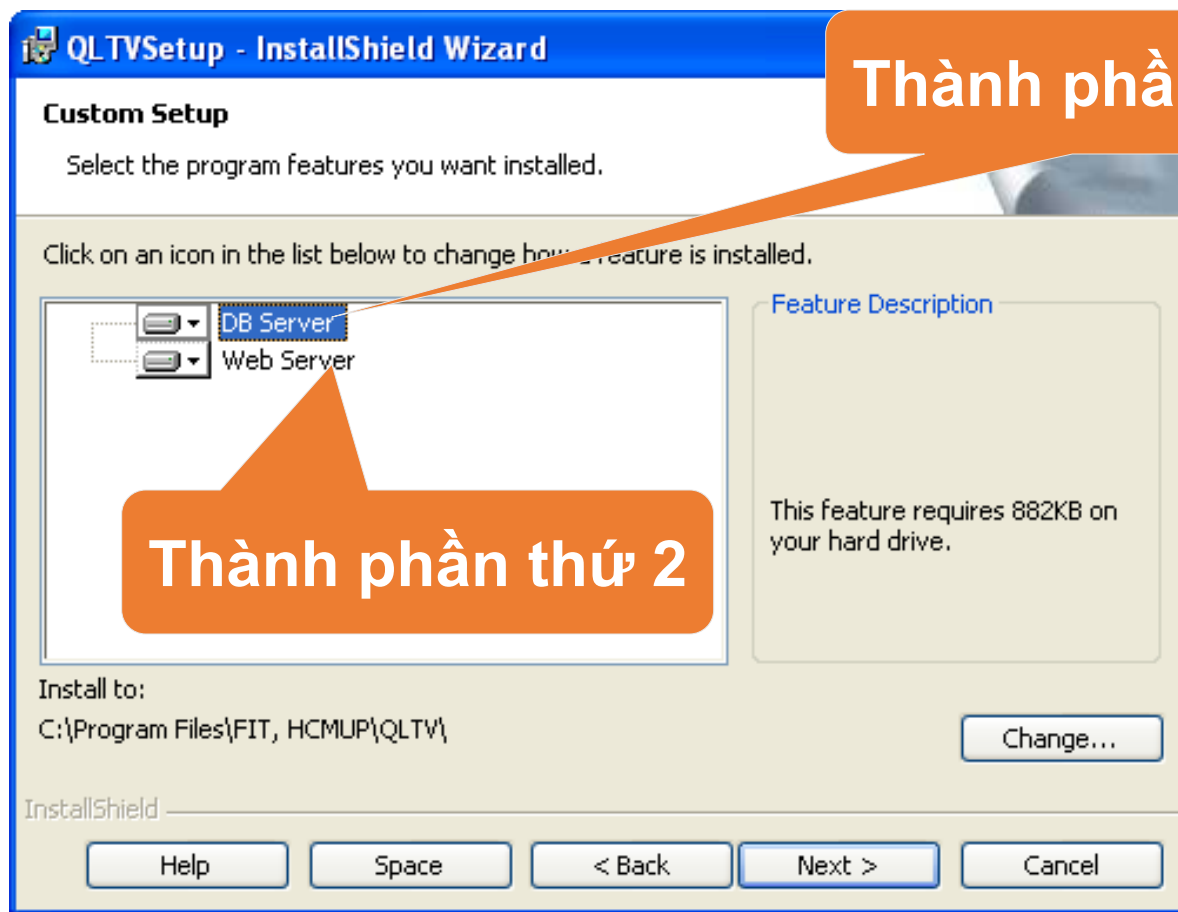 QLTVSetup - InstallShield Wizard
Thành phầ
Custom Setup
Select the program features you want installed.
Click on an icon in the list below to change how a feature is installed.
DB Server
Web Server
Feature Description
This feature requires 882KB on
your hard drive.
Thành phần thứ 2
Install to:
C:\Program Files\FIT, HCMUP\QLTV\
Change...
InstallShield
Help
Space
< Back
Next >
Cancel